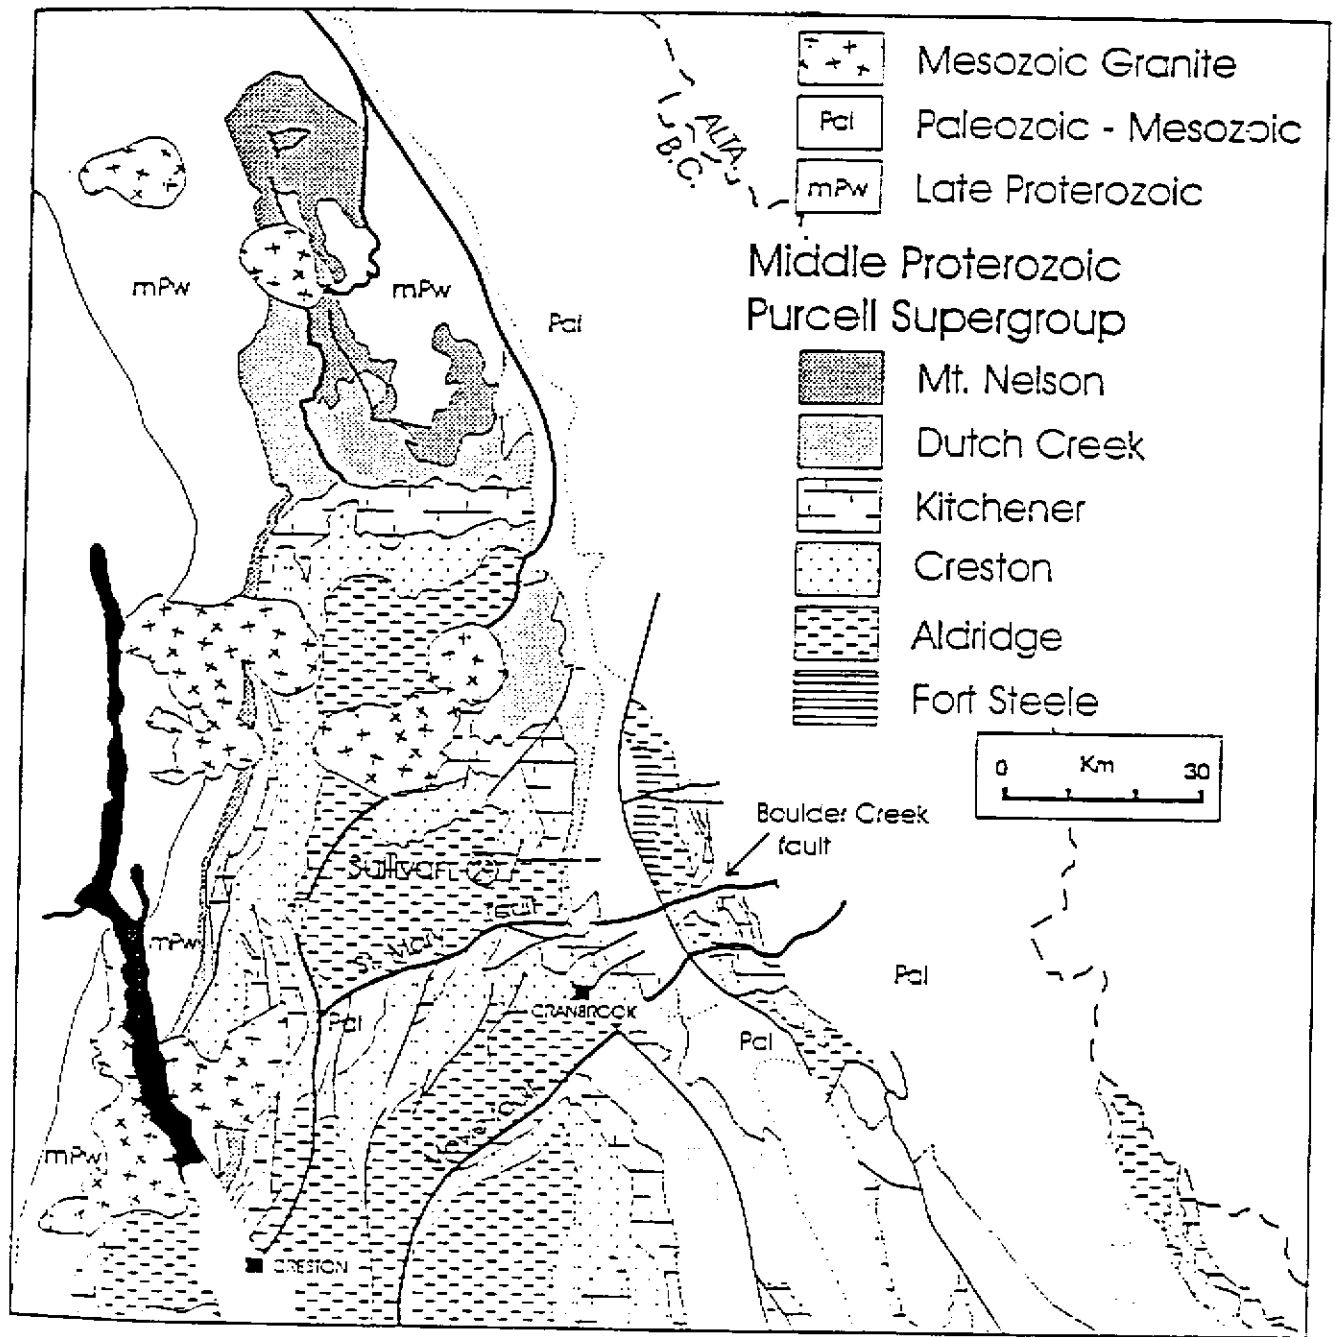 Mesozoic Granite
Pal
Paleozoic - Mesozoic
mPw
Late Proterozoic
ALTA.
B.C.
Middle Proterozoic
Purcell Supergroup
mPw
mPw
Pal
Mt. Nelson
Dutch Creek
Kitchener
Creston
Aldridge
Fort Steele
0 Km 30
Boulder Creek
fault
Sullivan
fault
mPw
Pal
CRANBROOK
Pal
Pal
mPw
CRESTON